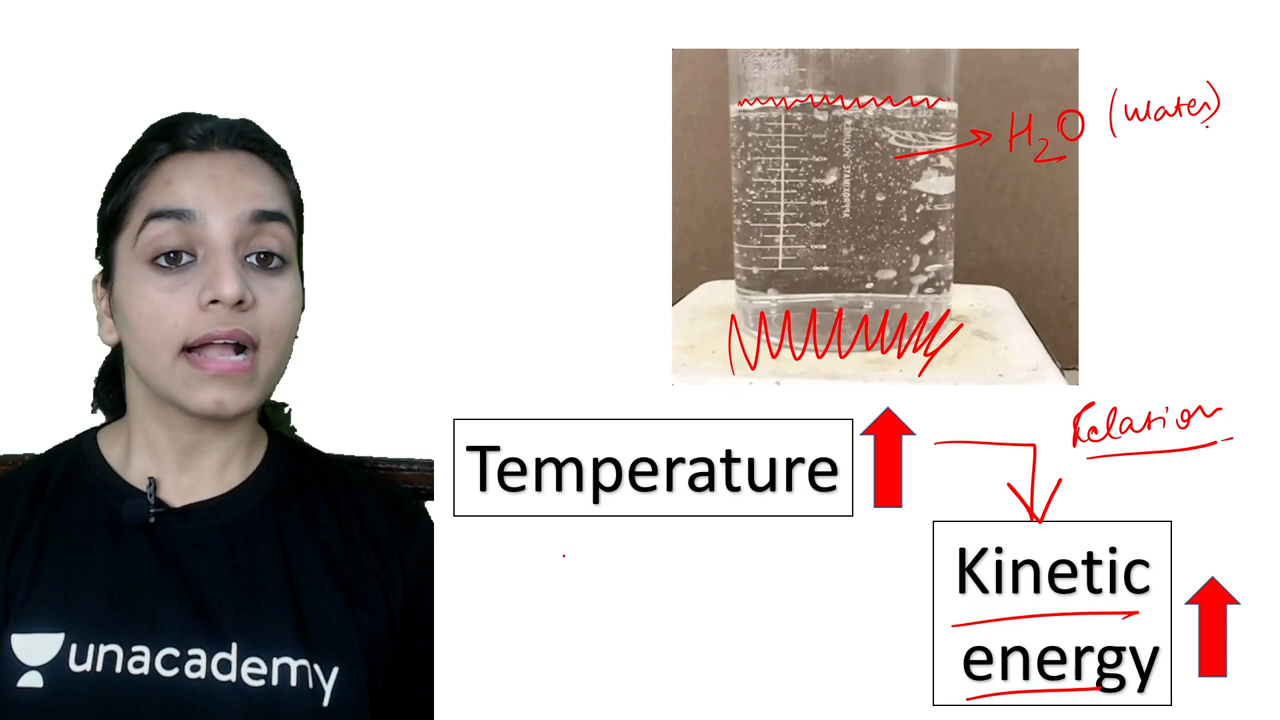 H2O (Water)
Relation
Temperature
Kinetic
energy
unacademy